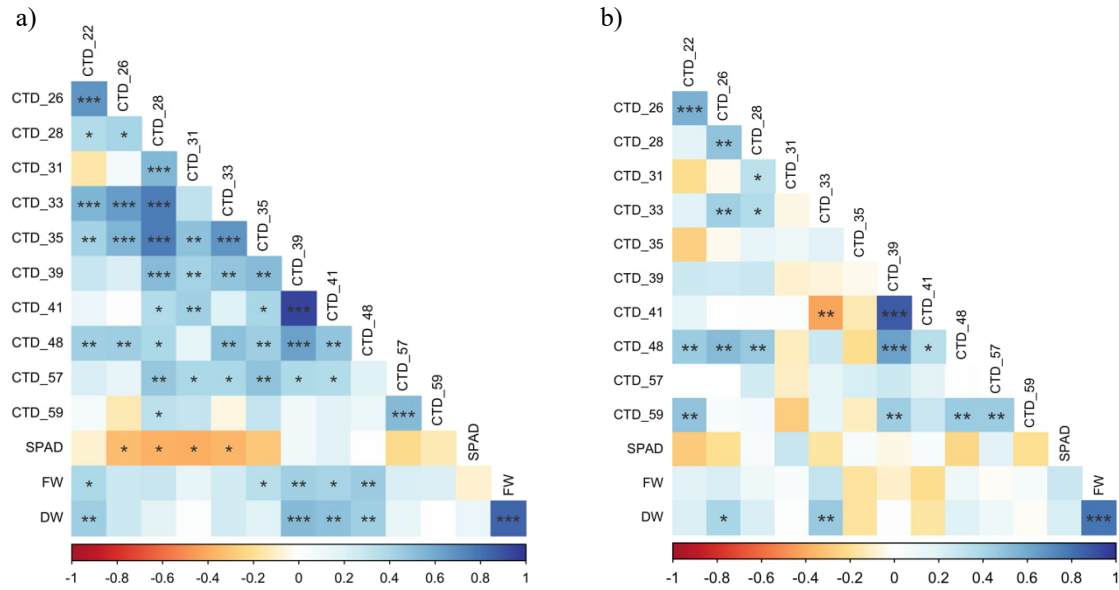 a)
CTD_22
CTD_26
CTD_28
CTD_31
CTD_33
CTD_35
CTD_39
CTD_41
CTD_48
CTD_57
CTD_59
SPAD
FW
CTD_26 ***
CTD_28 * *
CTD_31 ***
CTD_33 *** *** ***
CTD_35 ** *** *** ** ***
CTD_39 *** ** ** **
CTD_41 * ** * ***
CTD_48 ** ** * ** ** *** **
CTD_57 ** * * ** * *
CTD_59 * ***
SPAD * * * *
FW * * ** * **
DW ** *** ** ** ***
-1 -0.8 -0.6 -0.4 -0.2 0 0.2 0.4 0.6 0.8 1
b)
CTD_22
CTD_26
CTD_28
CTD_31
CTD_33
CTD_35
CTD_39
CTD_41
CTD_48
CTD_57
CTD_59
SPAD
FW
CTD_26 ***
CTD_28 **
CTD_31 *
CTD_33 ** *
CTD_35
CTD_39
CTD_41 ** ***
CTD_48 ** ** ** *** *
CTD_57
CTD_59 ** ** ** **
SPAD
FW
DW * ** ***
-1 -0.8 -0.6 -0.4 -0.2 0 0.2 0.4 0.6 0.8 1